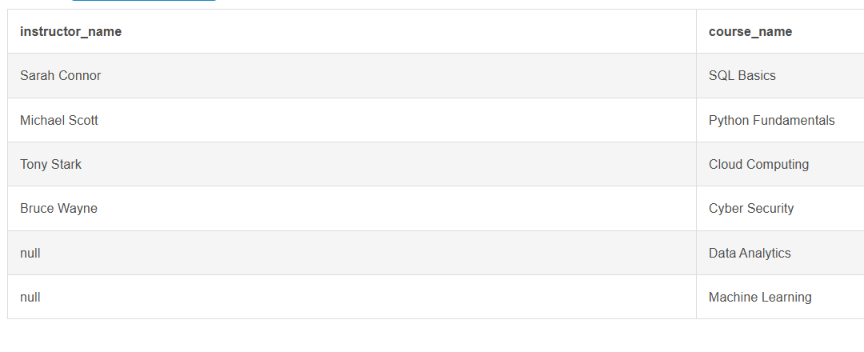 instructor_name course_name
Sarah Connor SQL Basics
Michael Scott Python Fundamentals
Tony Stark Cloud Computing
Bruce Wayne Cyber Security
null Data Analytics
null Machine Learning